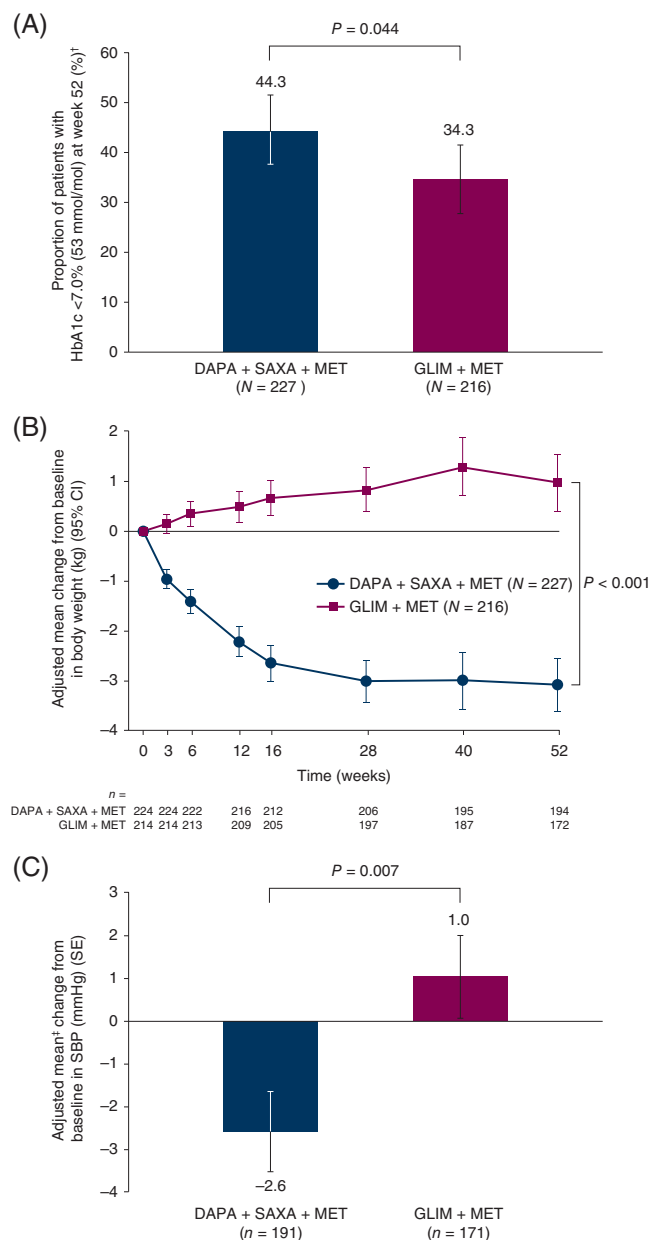 (A)
P = 0.044
Proportion of patients with
HbA1c <7.0% (53 mmol/mol) at week 52 (%)†
60
50
40
30
20
10
0
44.3
34.3
DAPA + SAXA + MET
(N = 227 )
GLIM + MET
(N = 216)
(B)
Adjusted mean change from baseline
in body weight (kg) (95% CI)
2
1
0
–1
–2
–3
–4
DAPA + SAXA + MET (N = 227)
GLIM + MET (N = 216)
P < 0.001
0 3 6 12 16 28 40 52
Time (weeks)
n =
DAPA + SAXA + MET 224 224 222 216 212 206 195 194
GLIM + MET 214 214 213 209 205 197 187 172
(C)
P = 0.007
Adjusted mean‡ change from
baseline in SBP (mmHg) (SE)
3
2
1
0
–1
–2
–3
–4
1.0
–2.6
DAPA + SAXA + MET
(n = 191)
GLIM + MET
(n = 171)